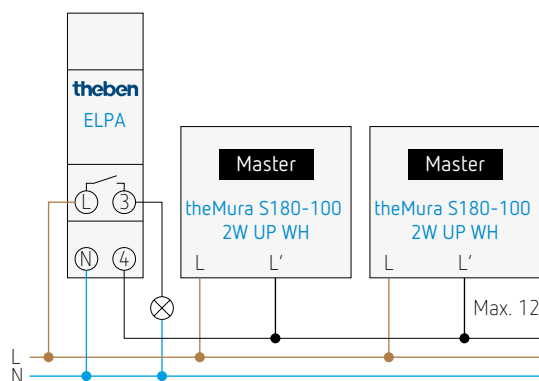 theben
ELPA
L 3
N 4
Master
theMura S180-100
2W UP WH
L L′
Master
theMura S180-100
2W UP WH
L L′
Max. 12
L
N